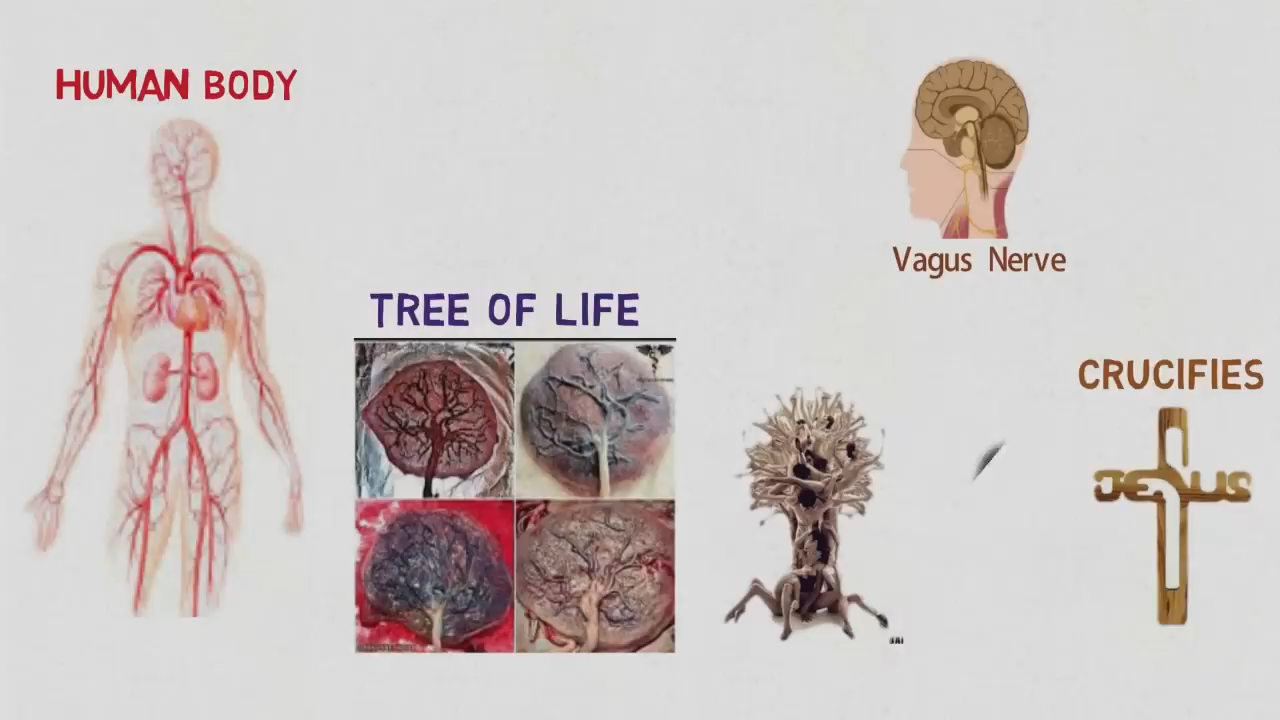 HUMAN BODY
TREE OF LIFE
Vagus Nerve
CRUCIFIES
JESUS